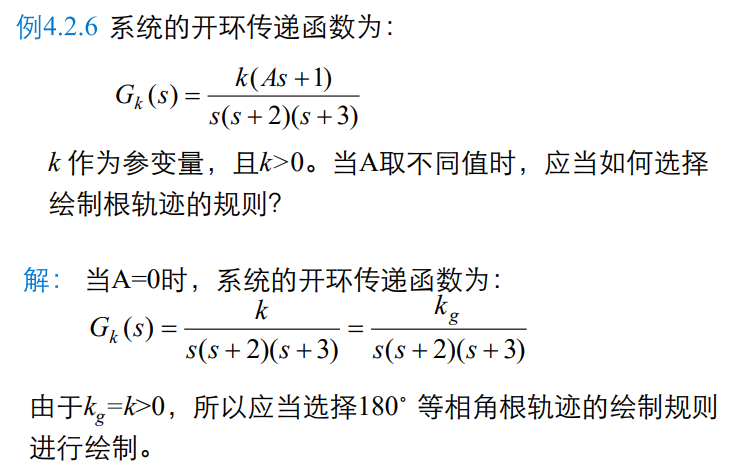 例4.2.6 系统的开环传递函数为：
G_k(s) = \frac{k(As+1)}{s(s+2)(s+3)}
k 作为参变量，且k>0。当A取不同值时，应当如何选择
绘制根轨迹的规则？
解： 当A=0时，系统的开环传递函数为：
G_k(s) = \frac{k}{s(s+2)(s+3)} = \frac{k_g}{s(s+2)(s+3)}
由于k_g=k>0，所以应当选择180° 等相角根轨迹的绘制规则
进行绘制。